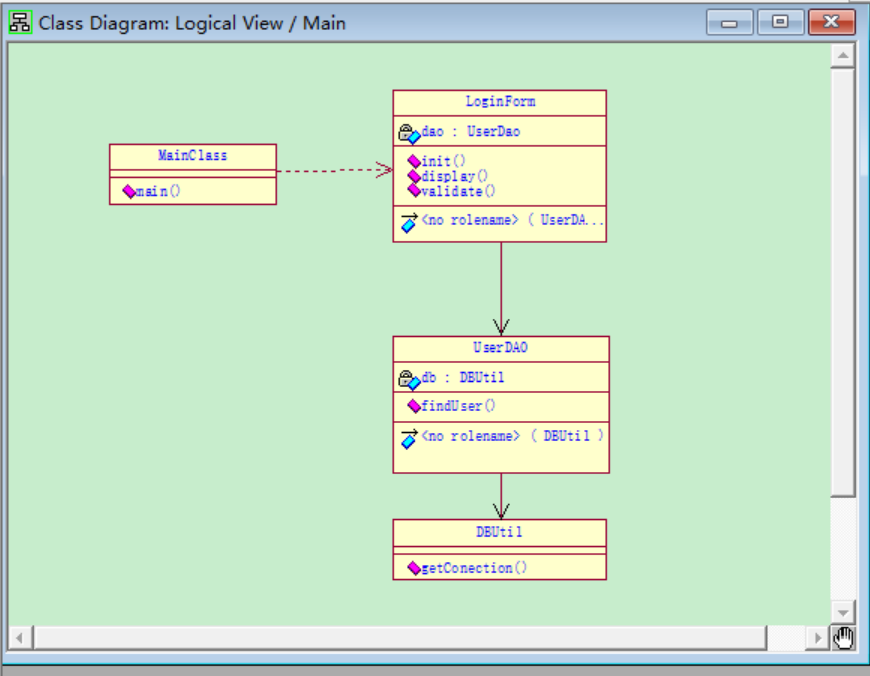 Class Diagram: Logical View / Main
MainClass
main()
LoginForm
dao : UserDao
init()
display()
validate()
<no rolename> ( UserDA...
UserDAO
db : DBUtil
findUser()
<no rolename> ( DBUtil )
DBUtil
getConection()